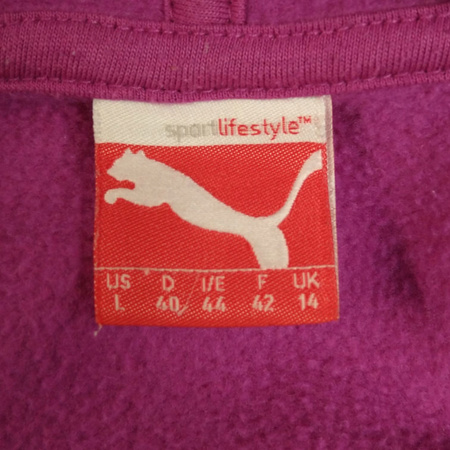 sportlifestyle™
US D I/E F UK
L 40 44 42 14